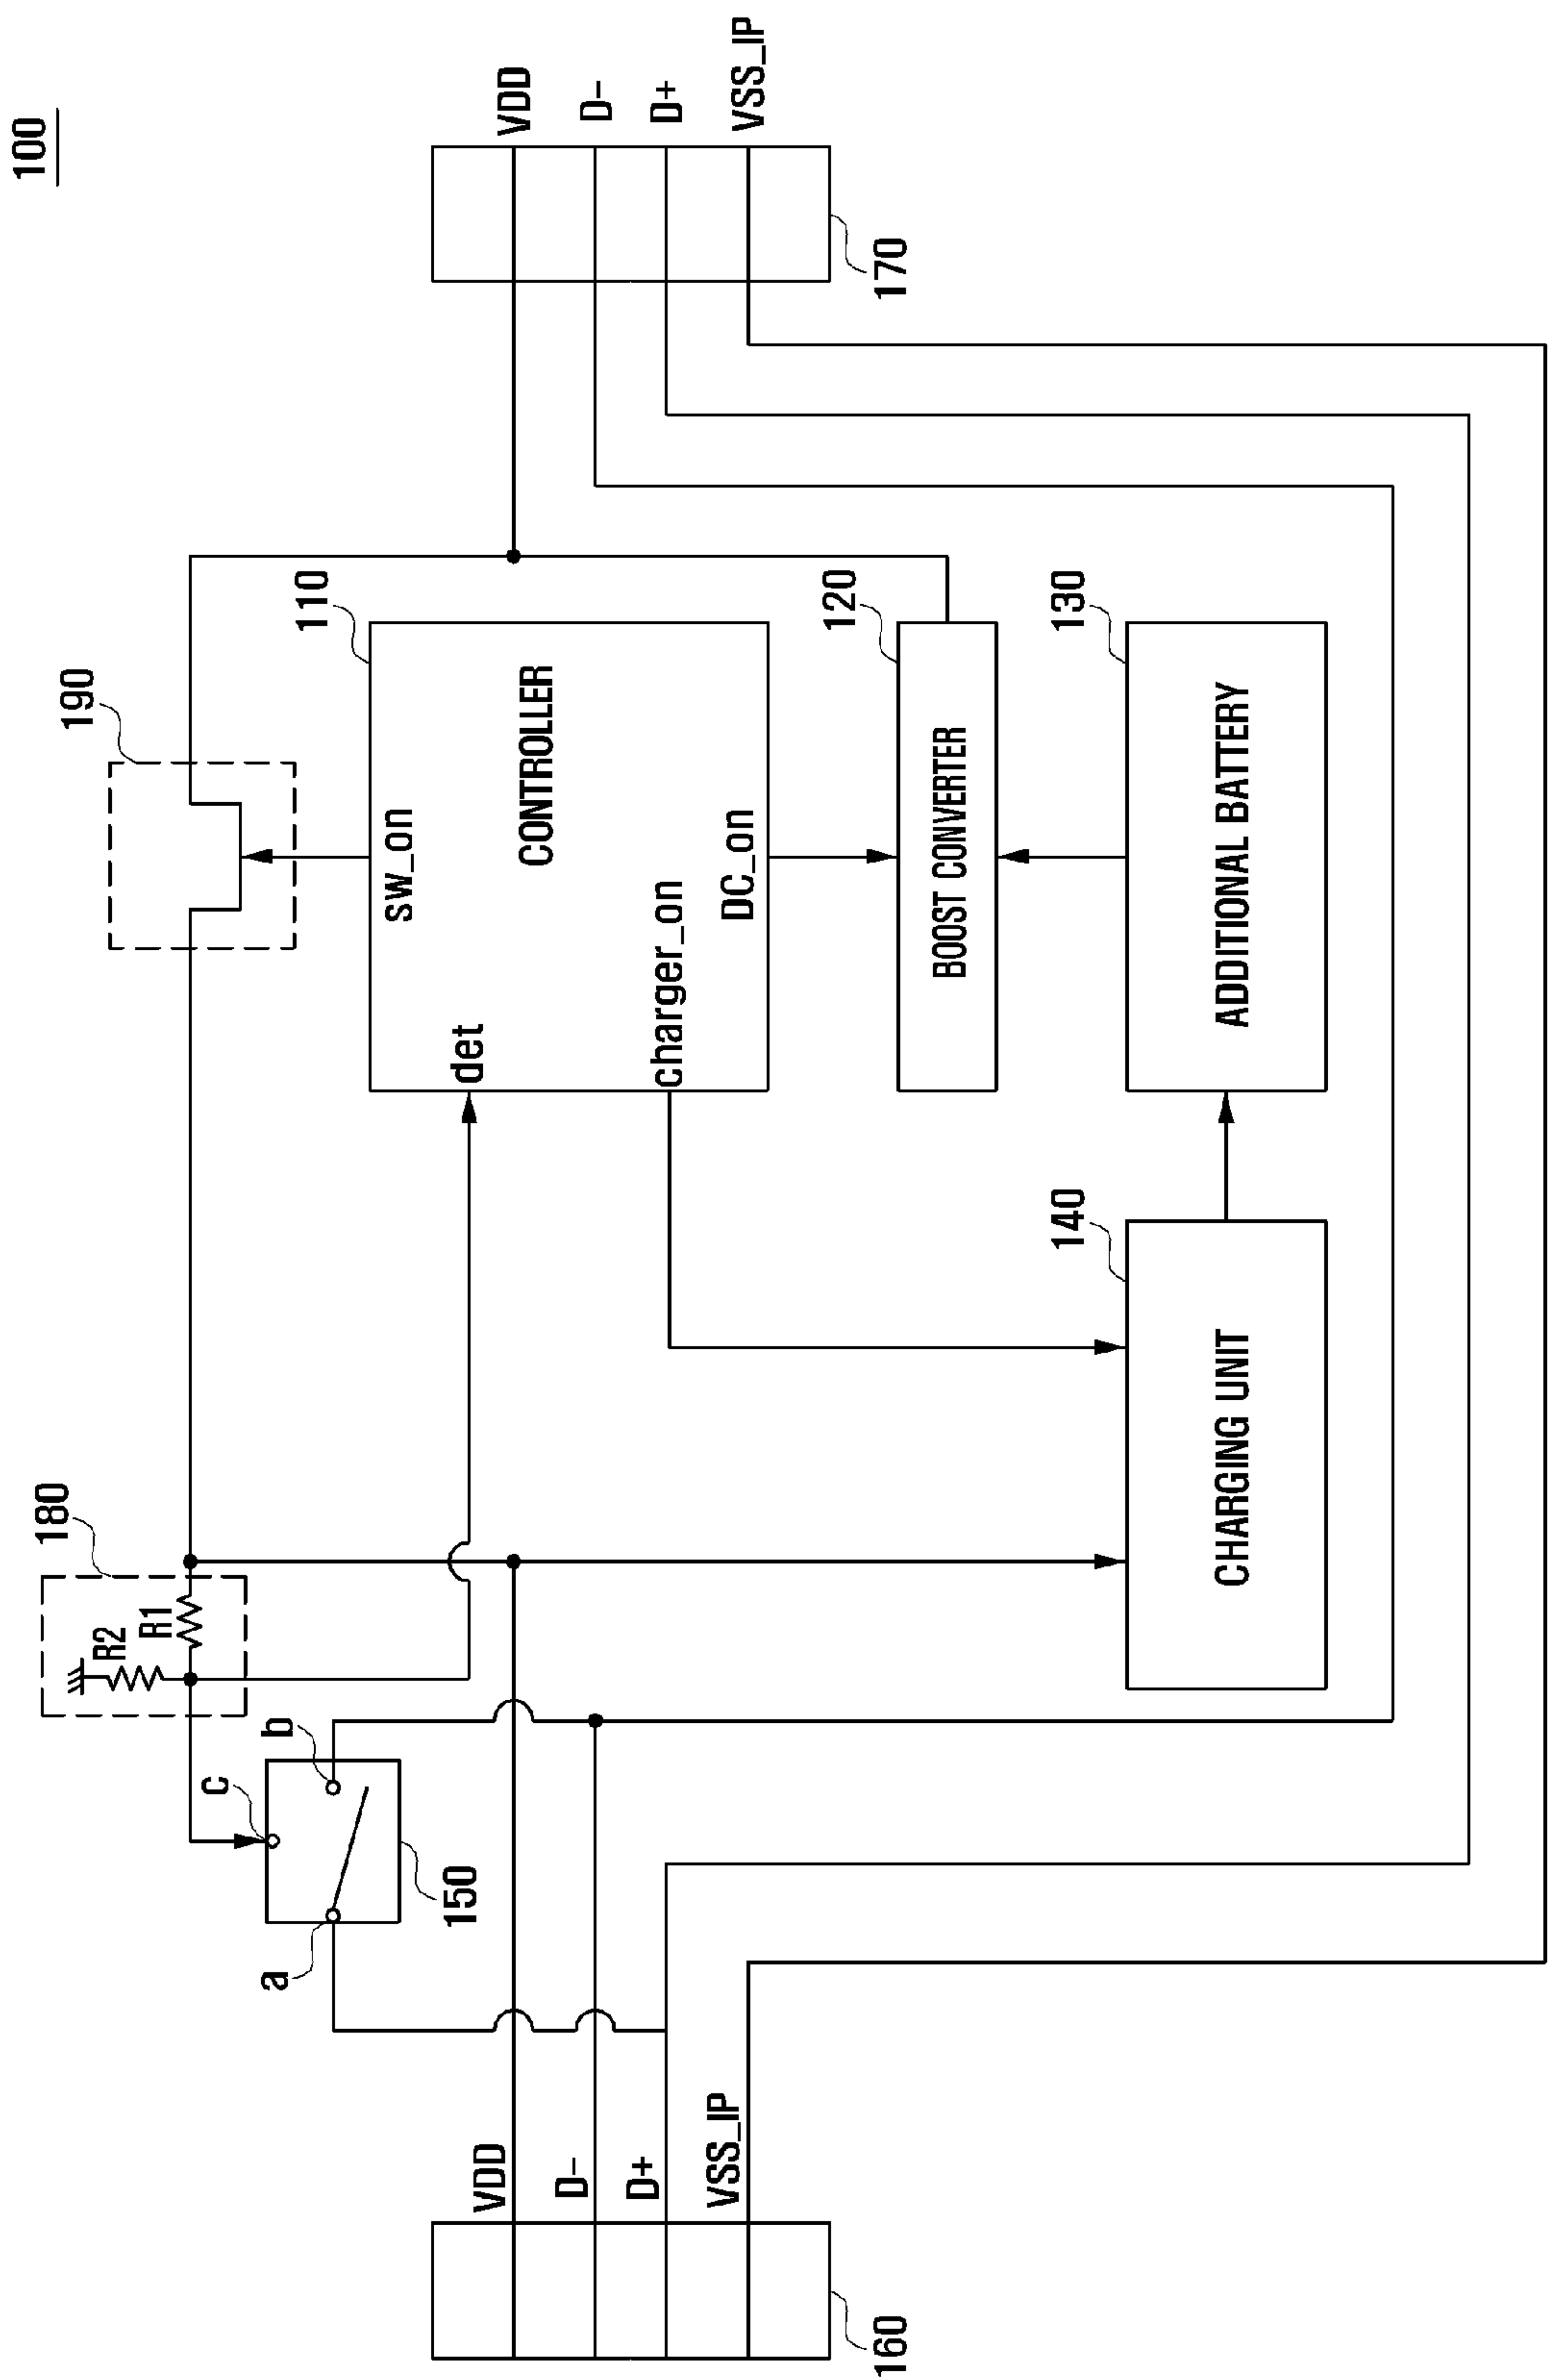 100
190
180
R2
R1
c
b
a
150
110
sw_on
CONTROLLER
det
charger_on
DC_on
VDD
D-
D+
VSS_IP
160
VDD
D-
D+
VSS_IP
170
120
BOOST CONVERTER
130
ADDITIONAL BATTERY
140
CHARGING UNIT